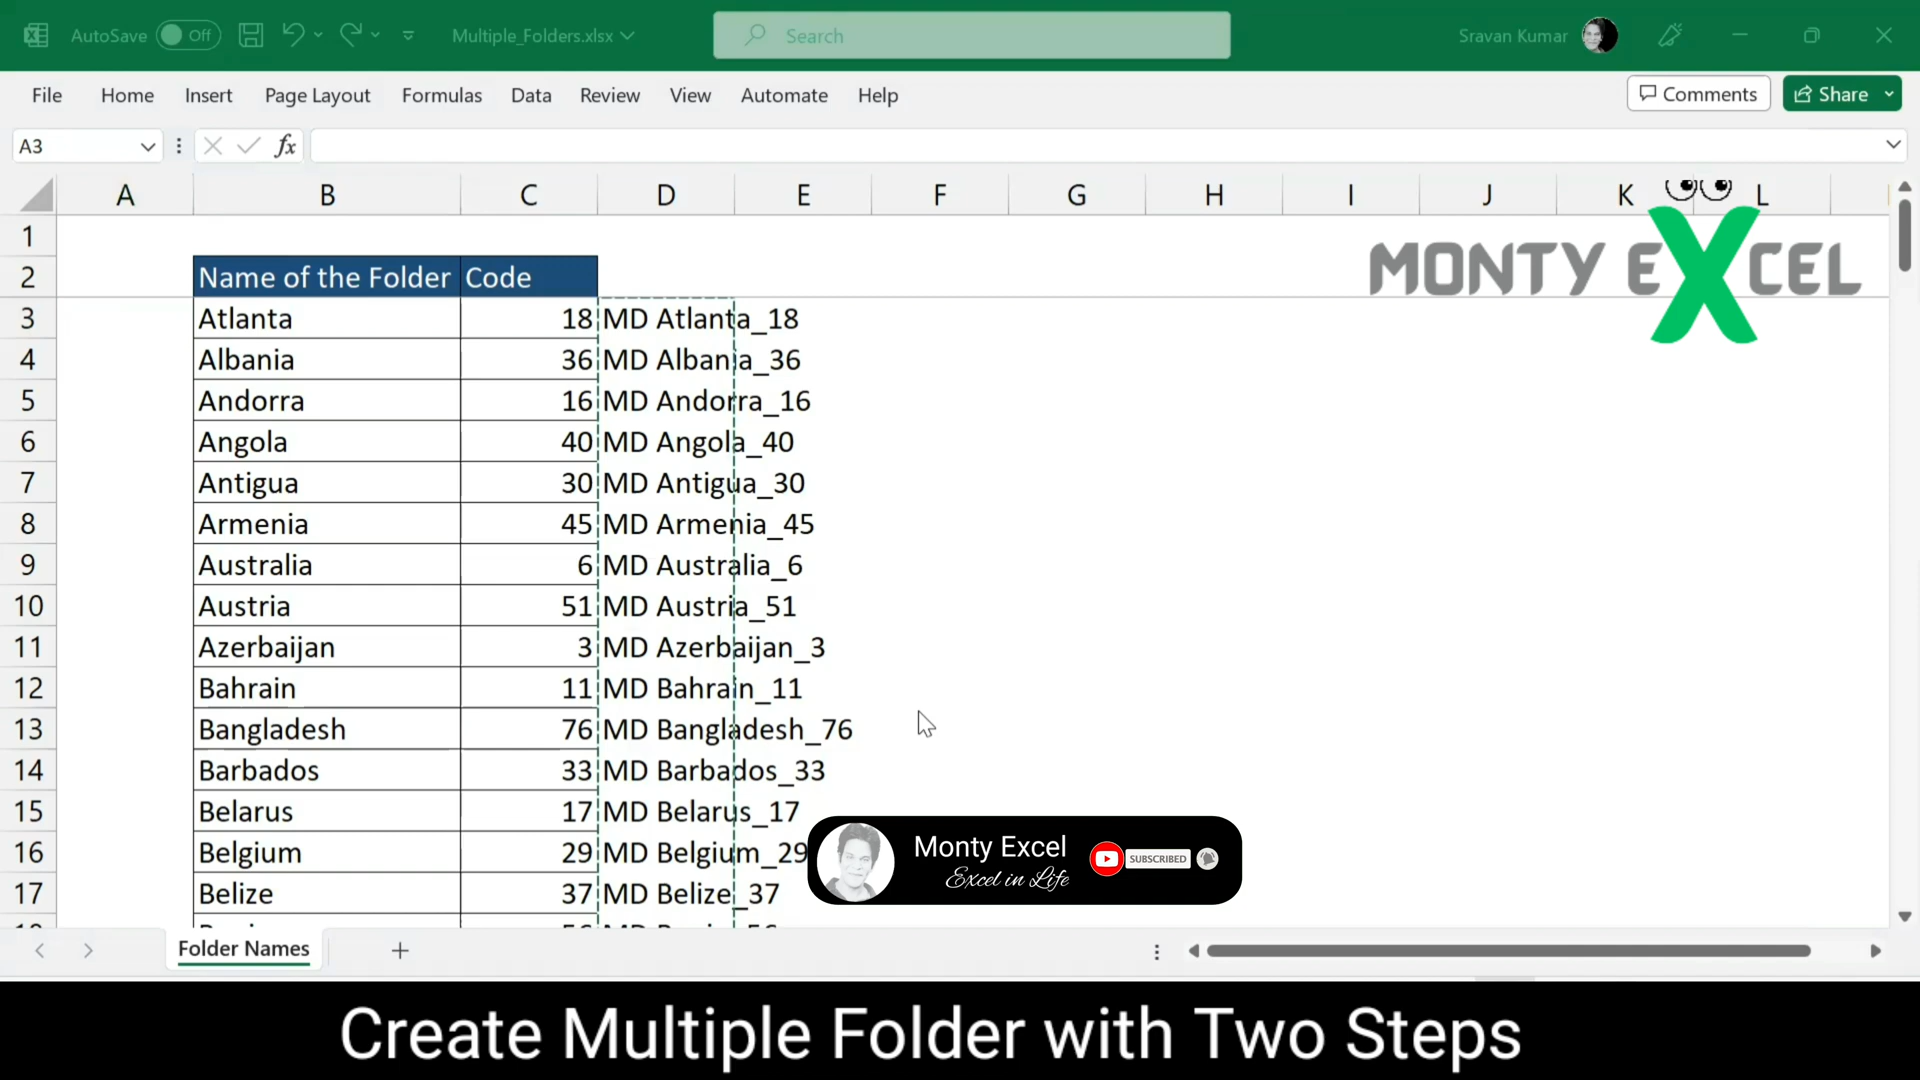 AutoSave Off Multiple_Folders.xlsx Search Sravan Kumar
File Home Insert Page Layout Formulas Data Review View Automate Help Comments Share
A3 fx
A B C D E F G H I J K L
MONTY EXCEL
1
2 Name of the Folder Code
3 Atlanta 18 MD Atlanta_18
4 Albania 36 MD Albania_36
5 Andorra 16 MD Andorra_16
6 Angola 40 MD Angola_40
7 Antigua 30 MD Antigua_30
8 Armenia 45 MD Armenia_45
9 Australia 6 MD Australia_6
10 Austria 51 MD Austria_51
11 Azerbaijan 3 MD Azerbaijan_3
12 Bahrain 11 MD Bahrain_11
13 Bangladesh 76 MD Bangladesh_76
14 Barbados 33 MD Barbados_33
15 Belarus 17 MD Belarus_17
16 Belgium 29 MD Belgium_29
17 Belize 37 MD Belize_37
Monty Excel
Excel in Life
SUBSCRIBED
Folder Names
Create Multiple Folder with Two Steps